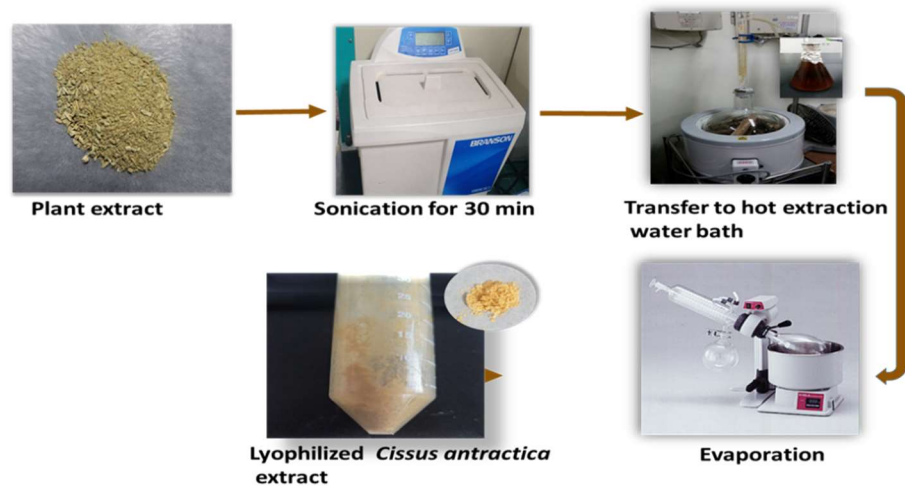 BRANSON
Plant extract
Sonication for 30 min
Transfer to hot extraction
water bath
Lyophilized Cissus antractica
extract
Evaporation